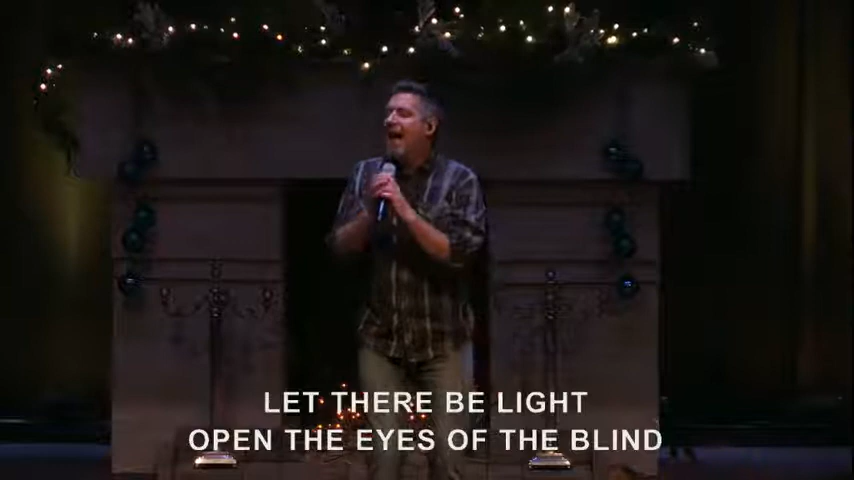 LET THERE BE LIGHT
OPEN THE EYES OF THE BLIND